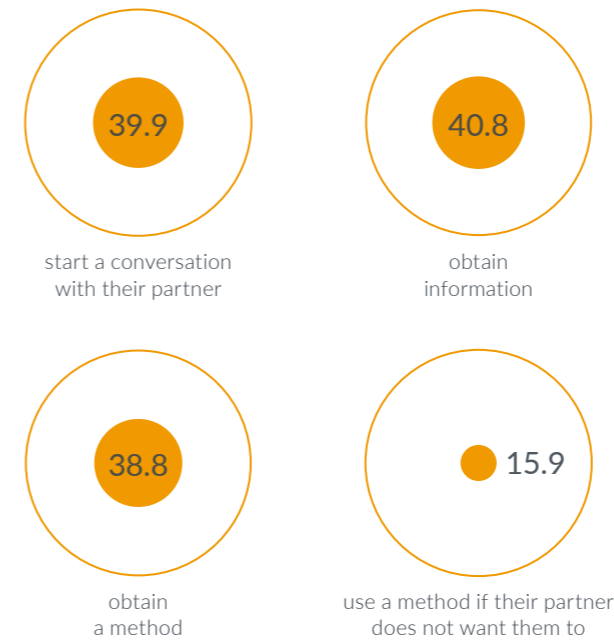 39.9
start a conversation
with their partner
40.8
obtain
information
38.8
obtain
a method
15.9
use a method if their partner
does not want them to